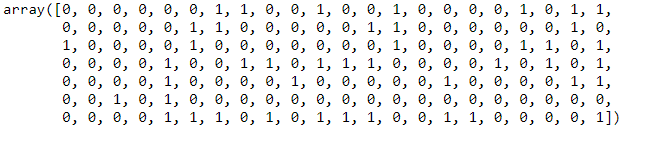 array([0, 0, 0, 0, 0, 0, 1, 1, 0, 0, 1, 0, 0, 1, 0, 0, 0, 0, 1, 0, 1, 1,
0, 0, 0, 0, 0, 1, 1, 0, 0, 0, 0, 0, 1, 1, 0, 0, 0, 0, 0, 0, 1, 0,
1, 0, 0, 0, 0, 1, 0, 0, 0, 0, 0, 0, 0, 1, 0, 0, 0, 0, 1, 1, 0, 1,
0, 0, 0, 0, 1, 0, 0, 1, 1, 0, 1, 1, 1, 0, 0, 0, 0, 1, 0, 1, 0, 1,
0, 0, 0, 0, 1, 0, 0, 0, 0, 1, 0, 0, 0, 0, 0, 1, 0, 0, 0, 0, 1, 1,
0, 0, 1, 0, 1, 0, 0, 0, 0, 0, 0, 0, 0, 0, 0, 0, 0, 0, 0, 0, 0, 0,
0, 0, 0, 0, 1, 1, 1, 0, 1, 0, 1, 1, 1, 0, 0, 1, 1, 0, 0, 0, 0, 1])